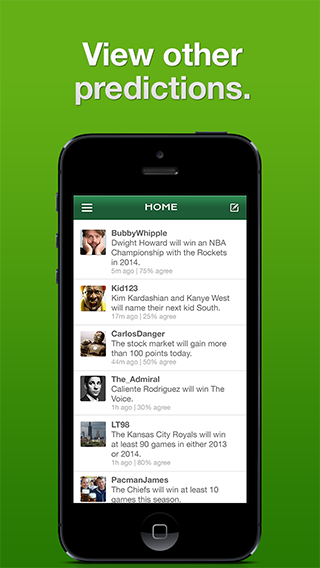 View other
predictions.
HOME
BubbyWhipple
Dwight Howard will win an NBA
Championship with the Rockets
in 2014.
5m ago | 75% agree
Kid123
Kim Kardashian and Kanye West
will name their next kid South.
17m ago | 25% agree
CarlosDanger
The stock market will gain more
than 100 points today.
44m ago | 50% agree
The_Admiral
Caliente Rodriguez will win The
Voice.
1h ago | 30% agree
LT98
The Kansas City Royals will win
at least 90 games in either 2013
or 2014.
1h ago | 80% agree
PacmanJames
The Chiefs will win at least 10
games this season.